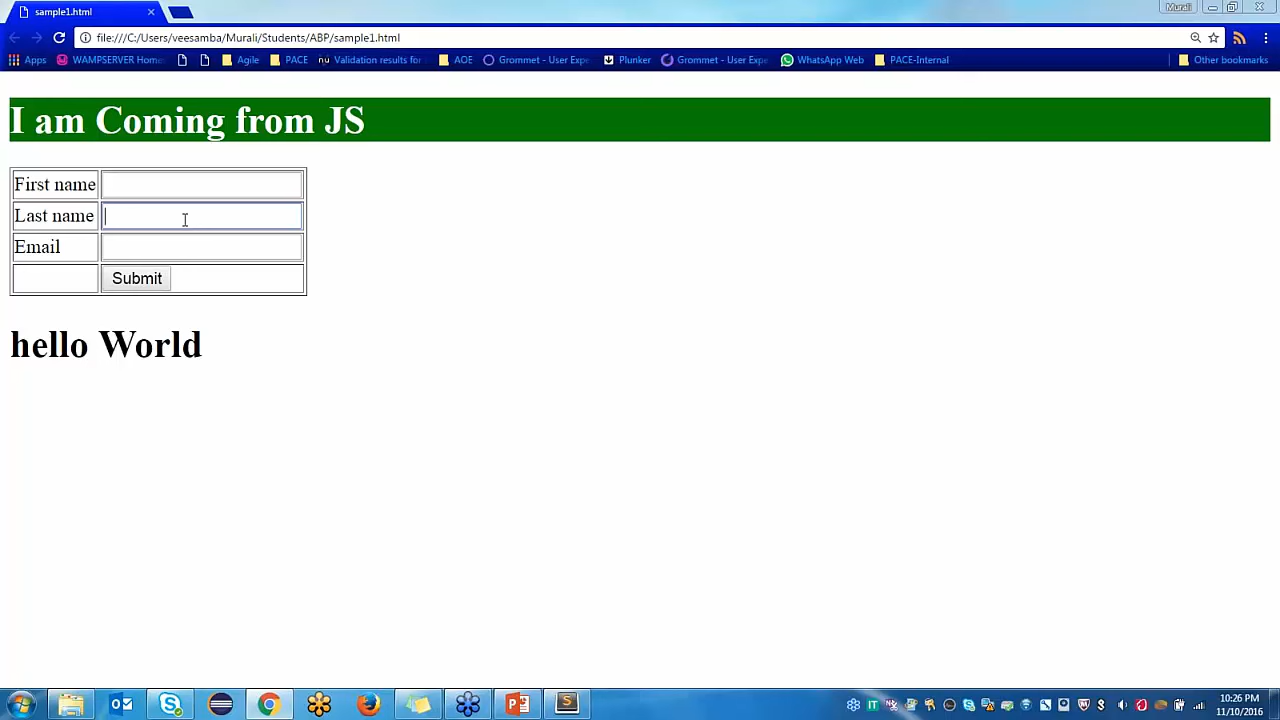 sample1.html
Murali
file:///C:/Users/veesamba/Murali/Students/ABP/sample1.html
Apps WAMPSERVER Home Agile PACE Validation results for AOE Grommet - User Expe Plunker Grommet - User Expe WhatsApp Web PACE-Internal Other bookmarks
I am Coming from JS
First name
Last name
Email
Submit
hello World
10:26 PM
11/10/2016